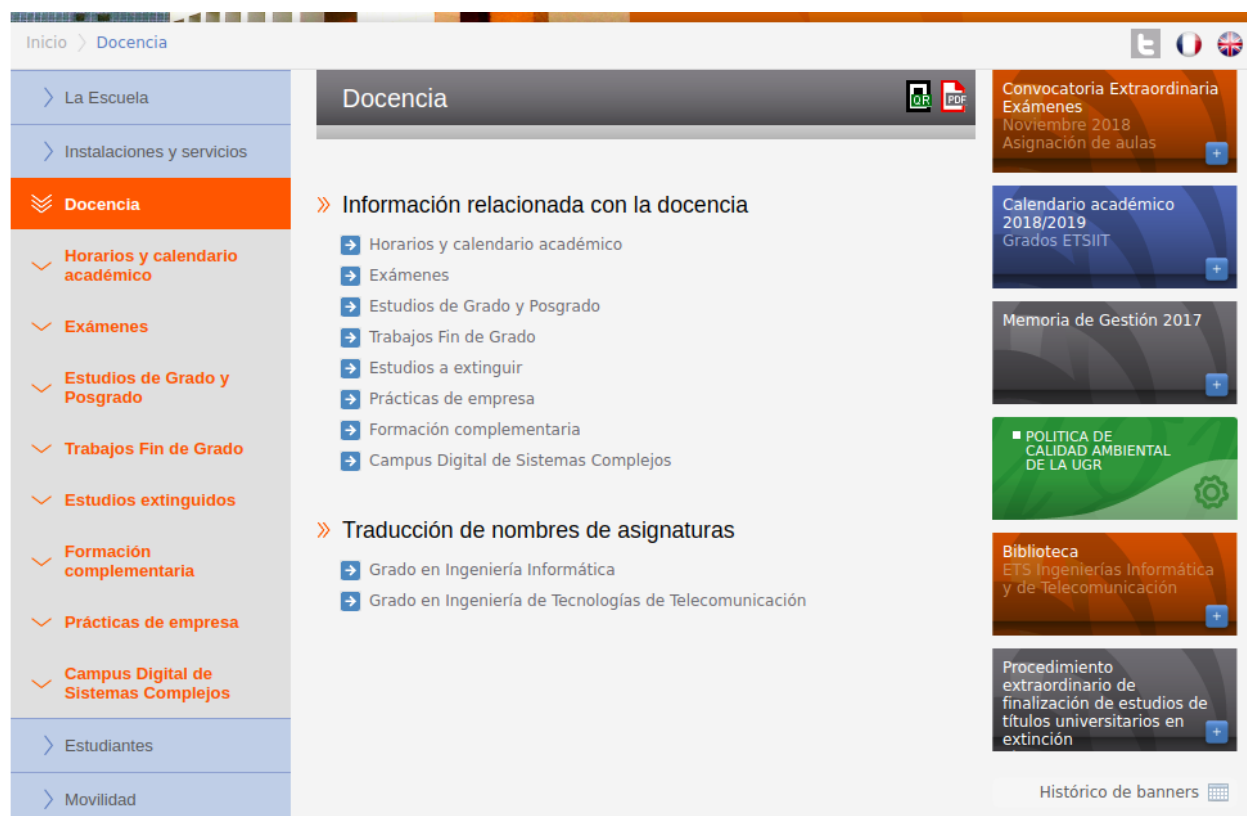 Inicio
Docencia
La Escuela
Instalaciones y servicios
Docencia
Horarios y calendario
académico
Exámenes
Estudios de Grado y
Posgrado
Trabajos Fin de Grado
Estudios extinguidos
Formación
complementaria
Prácticas de empresa
Campus Digital de
Sistemas Complejos
Estudiantes
Movilidad
Docencia
QR
PDF
Información relacionada con la docencia
Horarios y calendario académico
Exámenes
Estudios de Grado y Posgrado
Trabajos Fin de Grado
Estudios a extinguir
Prácticas de empresa
Formación complementaria
Campus Digital de Sistemas Complejos
Traducción de nombres de asignaturas
Grado en Ingeniería Informática
Grado en Ingeniería de Tecnologías de Telecomunicación
Convocatoria Extraordinaria
Exámenes
Noviembre 2018
Asignación de aulas
Calendario académico
2018/2019
Grados ETSIIT
Memoria de Gestión 2017
POLITICA DE
CALIDAD AMBIENTAL
DE LA UGR
Biblioteca
ETS Ingenierías Informática
y de Telecomunicación
Procedimiento
extraordinario de
finalización de estudios de
títulos universitarios en
extinción
Histórico de banners